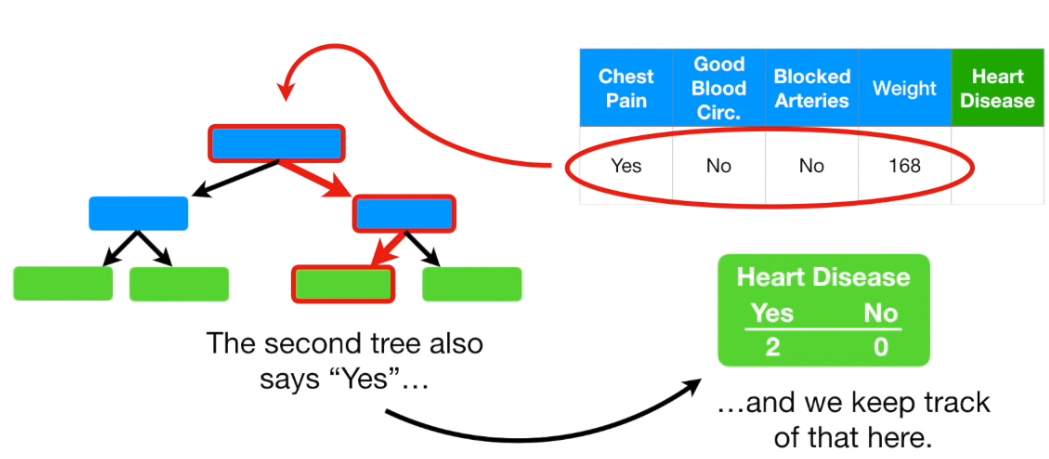 Chest Pain
Good Blood Circ.
Blocked Arteries
Weight
Heart Disease
Yes No No 168
Heart Disease
Yes No
2 0
The second tree also
says “Yes”…
…and we keep track
of that here.